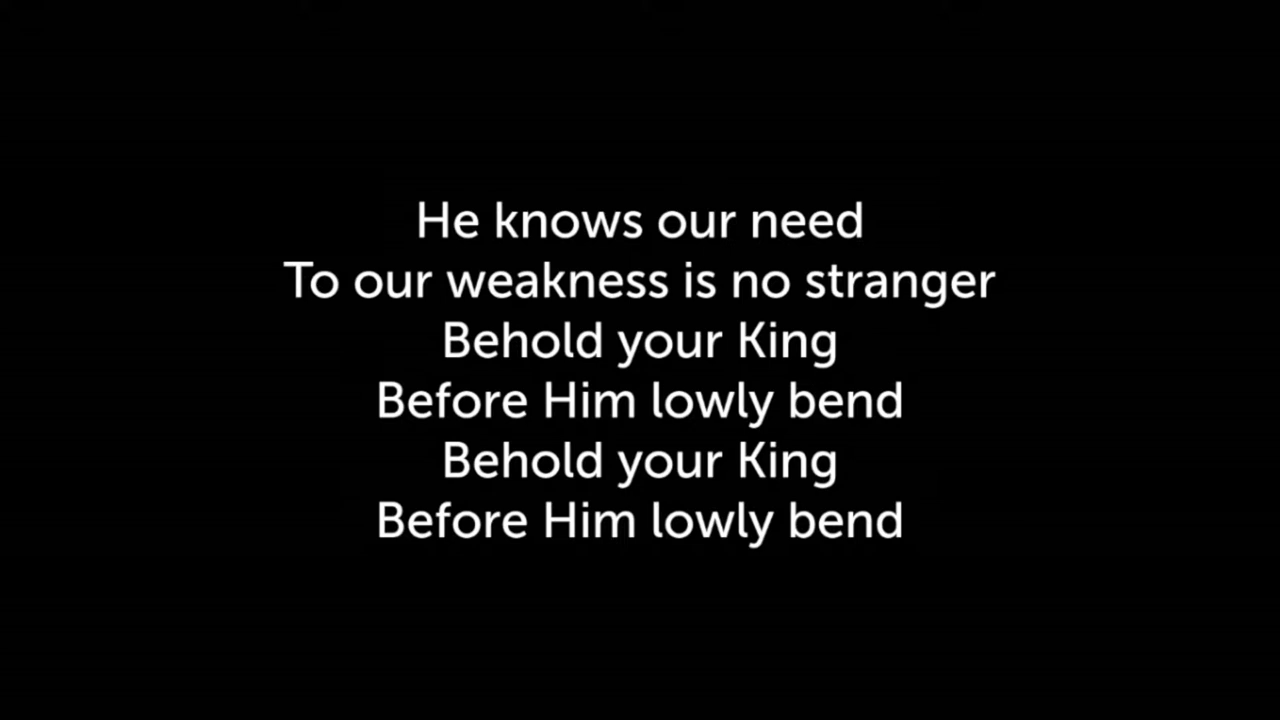 He knows our need
To our weakness is no stranger
Behold your King
Before Him lowly bend
Behold your King
Before Him lowly bend